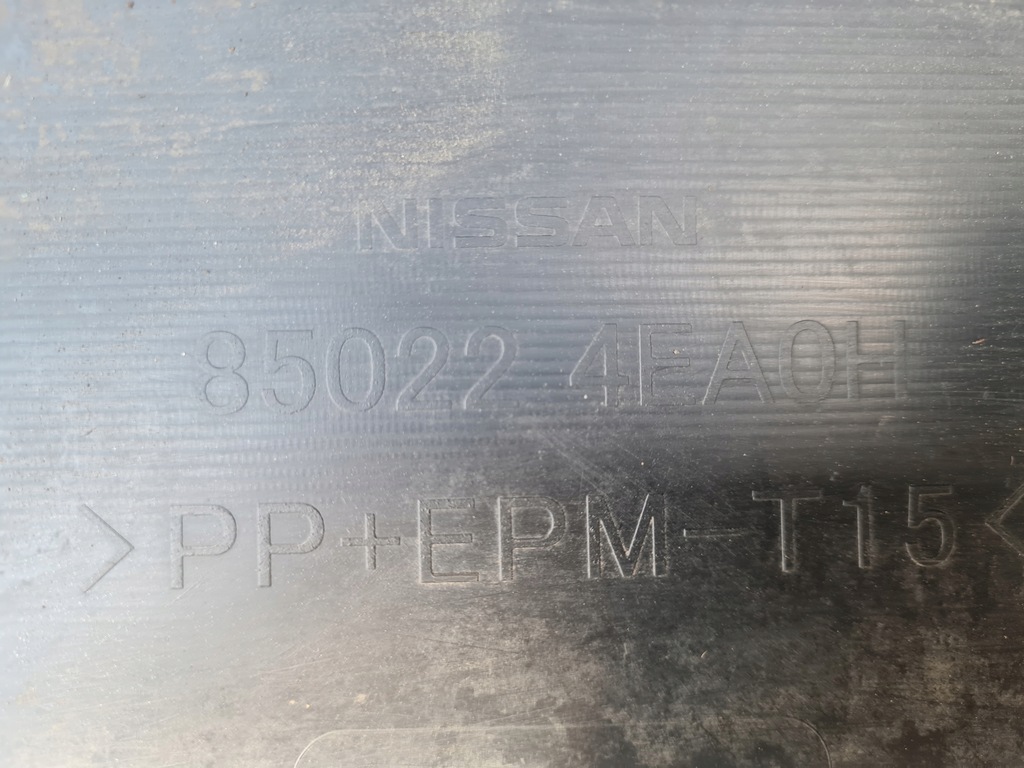 NISSAN
85022 4EA0H
>PP+EPM-T15<